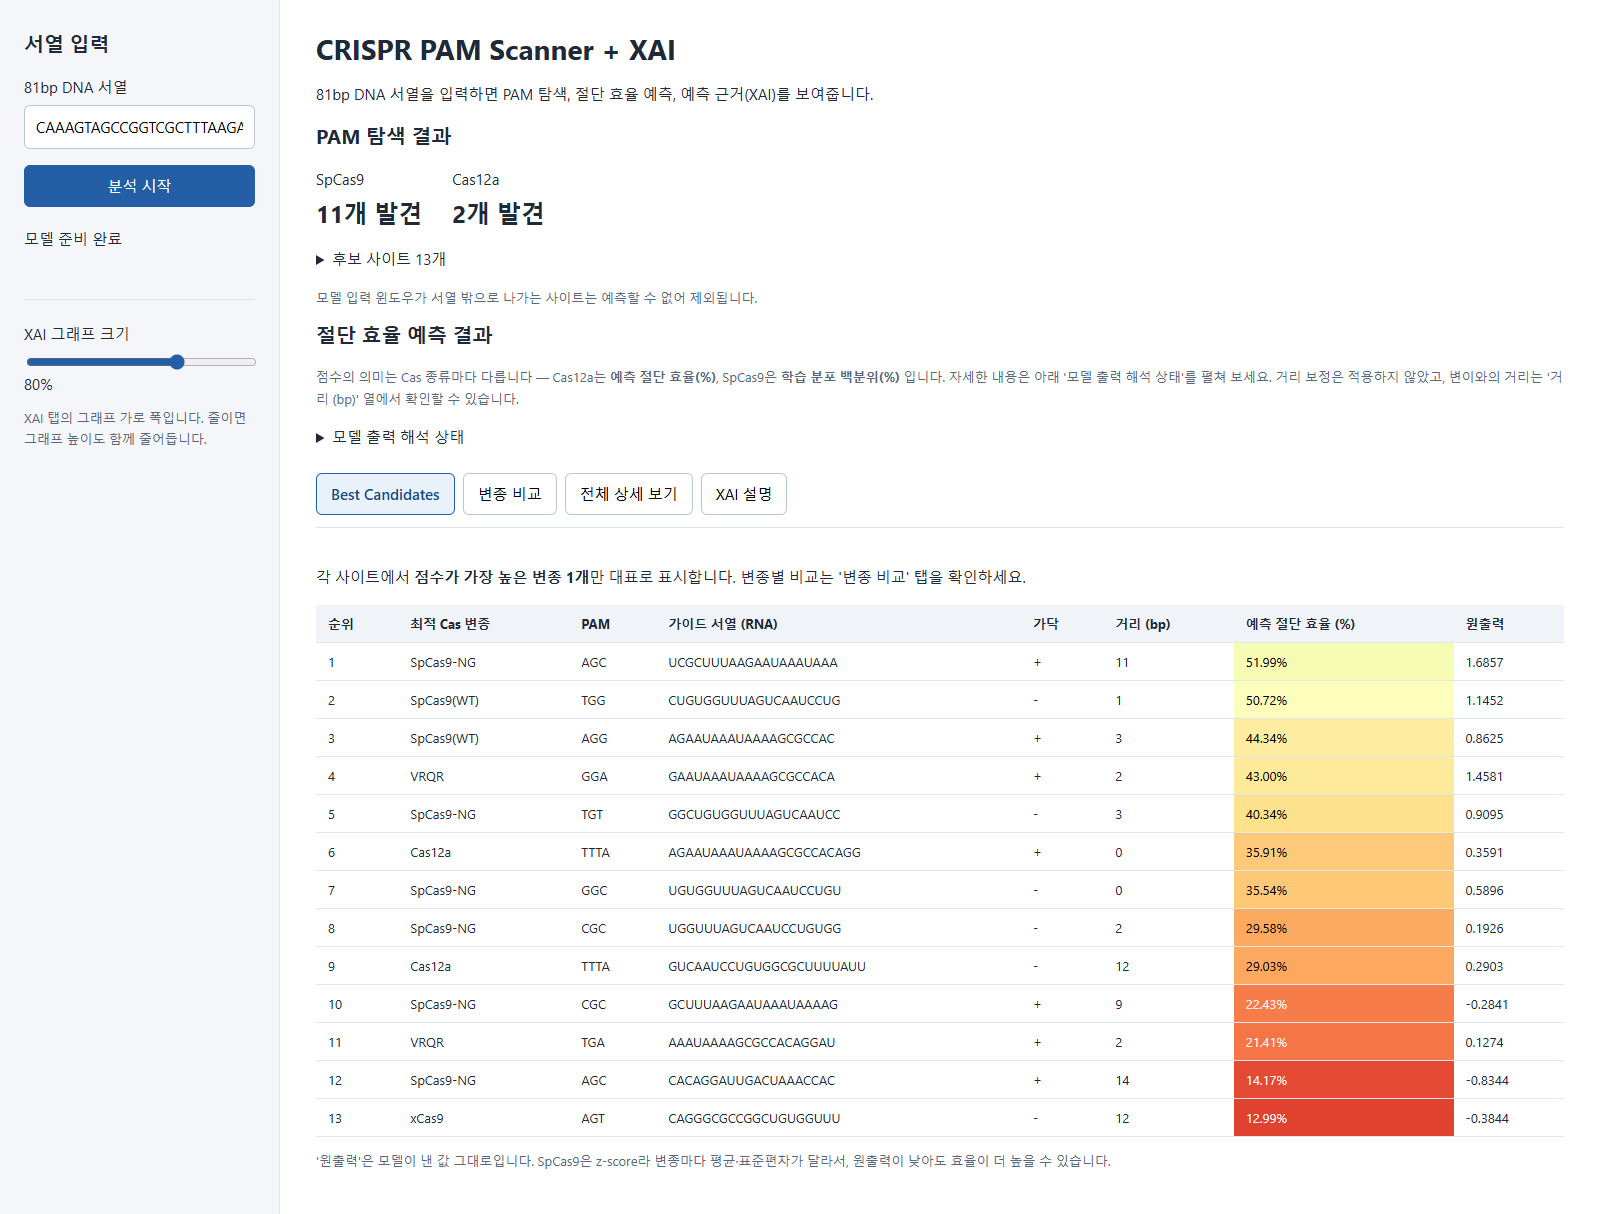 서열 입력
81bp DNA 서열
CAAAGTAGCCGGTCGCTTTAAGA
분석 시작
모델 준비 완료
XAI 그래프 크기
80%
XAI 탭의 그래프 가로 폭입니다. 줄이면
그래프 높이도 함께 줄어듭니다.
CRISPR PAM Scanner + XAI
81bp DNA 서열을 입력하면 PAM 탐색, 절단 효율 예측, 예측 근거(XAI)를 보여줍니다.
PAM 탐색 결과
SpCas9 Cas12a
11개 발견 2개 발견
▶ 후보 사이트 13개
모델 입력 윈도우가 서열 밖으로 나가는 사이트는 예측할 수 없어 제외됩니다.
절단 효율 예측 결과
점수의 의미는 Cas 종류마다 다릅니다 — Cas12a는 예측 절단 효율(%), SpCas9은 학습 분포 백분위(%) 입니다. 자세한 내용은 아래 '모델 출력 해석 상태'를 펼쳐 보세요. 거리 보정은 적용하지 않았고, 변이와의 거리는 '거
리 (bp)' 열에서 확인할 수 있습니다.
▶ 모델 출력 해석 상태
Best Candidates 변종 비교 전체 상세 보기 XAI 설명
각 사이트에서 점수가 가장 높은 변종 1개만 대표로 표시합니다. 변종별 비교는 '변종 비교' 탭을 확인하세요.
순위 최적 Cas 변종 PAM 가이드 서열 (RNA) 가닥 거리 (bp) 예측 절단 효율 (%) 원출력
1 SpCas9-NG AGC UCGCUUUAAGAAUAAAUAAA + 11 51.99% 1.6857
2 SpCas9(WT) TGG CUGUGGUUUAGUCAAUCCUG - 1 50.72% 1.1452
3 SpCas9(WT) AGG AGAAUAAAUAAAAGCGCCAC + 3 44.34% 0.8625
4 VRQR GGA GAAUAAAUAAAAGCGCCACA + 2 43.00% 1.4581
5 SpCas9-NG TGT GGCUGUGGUUUAGUCAAUCC - 3 40.34% 0.9095
6 Cas12a TTTA AGAAUAAAUAAAAGCGCCACAGG + 0 35.91% 0.3591
7 SpCas9-NG GGC UGUGGUUUAGUCAAUCCUGU - 0 35.54% 0.5896
8 SpCas9-NG CGC UGGUUUAGUCAAUCCUGUGG - 2 29.58% 0.1926
9 Cas12a TTTA GUCAAUCCUGUGGCGCUUUUAUU - 12 29.03% 0.2903
10 SpCas9-NG CGC GCUUUAAGAAUAAAUAAAAG + 9 22.43% -0.2841
11 VRQR TGA AAAUAAAAGCGCCACAGGAU + 2 21.41% 0.1274
12 SpCas9-NG AGC CACAGGAUUGACUAAACCAC + 14 14.17% -0.8344
13 xCas9 AGT CAGGGCGCCGGCUGUGGUUU - 12 12.99% -0.3844
'원출력'은 모델이 낸 값 그대로입니다. SpCas9은 z-score라 변종마다 평균·표준편차가 달라서, 원출력이 낮아도 효율이 더 높을 수 있습니다.